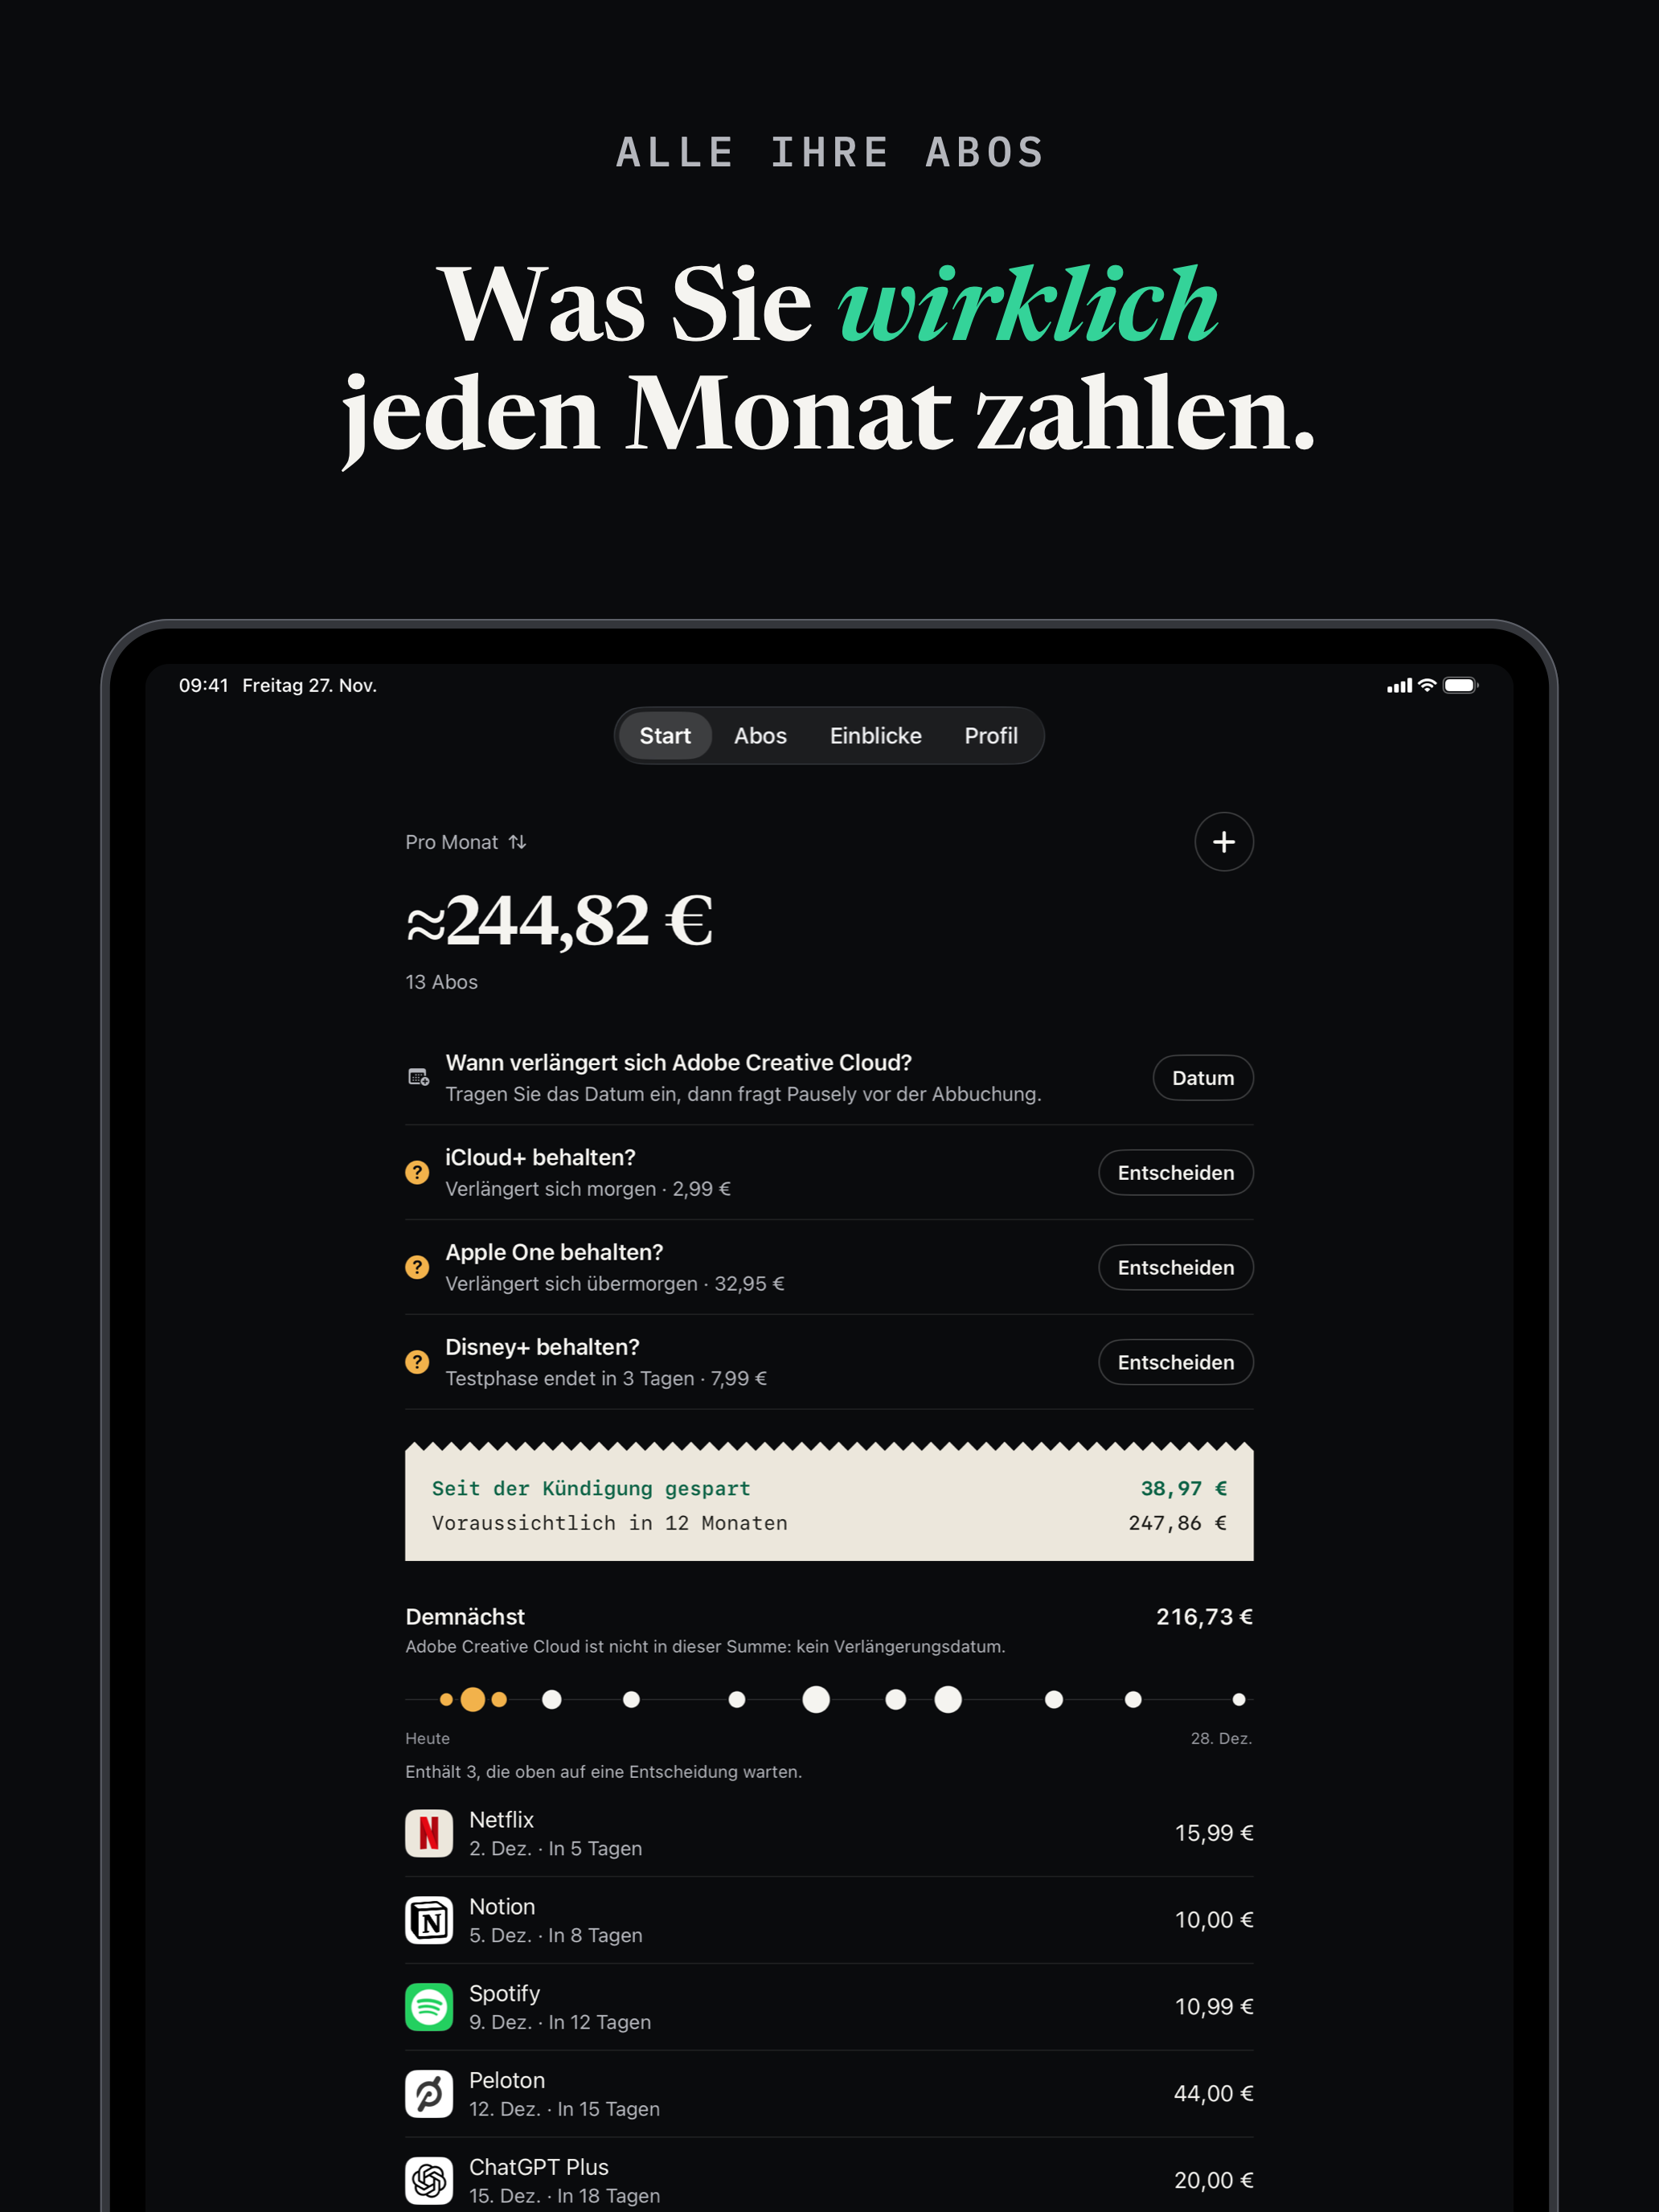 ALLE IHRE ABOS
Was Sie wirklich
jeden Monat zahlen.
09:41 Freitag 27. Nov.
Start Abos Einblicke Profil
Pro Monat
≈244,82 €
13 Abos
Wann verlängert sich Adobe Creative Cloud?
Tragen Sie das Datum ein, dann fragt Pausely vor der Abbuchung.
Datum
iCloud+ behalten?
Verlängert sich morgen · 2,99 €
Entscheiden
Apple One behalten?
Verlängert sich übermorgen · 32,95 €
Entscheiden
Disney+ behalten?
Testphase endet in 3 Tagen · 7,99 €
Entscheiden
Seit der Kündigung gespart 38,97 €
Voraussichtlich in 12 Monaten 247,86 €
Demnächst 216,73 €
Adobe Creative Cloud ist nicht in dieser Summe: kein Verlängerungsdatum.
Heute 28. Dez.
Enthält 3, die oben auf eine Entscheidung warten.
Netflix
2. Dez. · In 5 Tagen
15,99 €
Notion
5. Dez. · In 8 Tagen
10,00 €
Spotify
9. Dez. · In 12 Tagen
10,99 €
Peloton
12. Dez. · In 15 Tagen
44,00 €
ChatGPT Plus
15. Dez. · In 18 Tagen
20,00 €